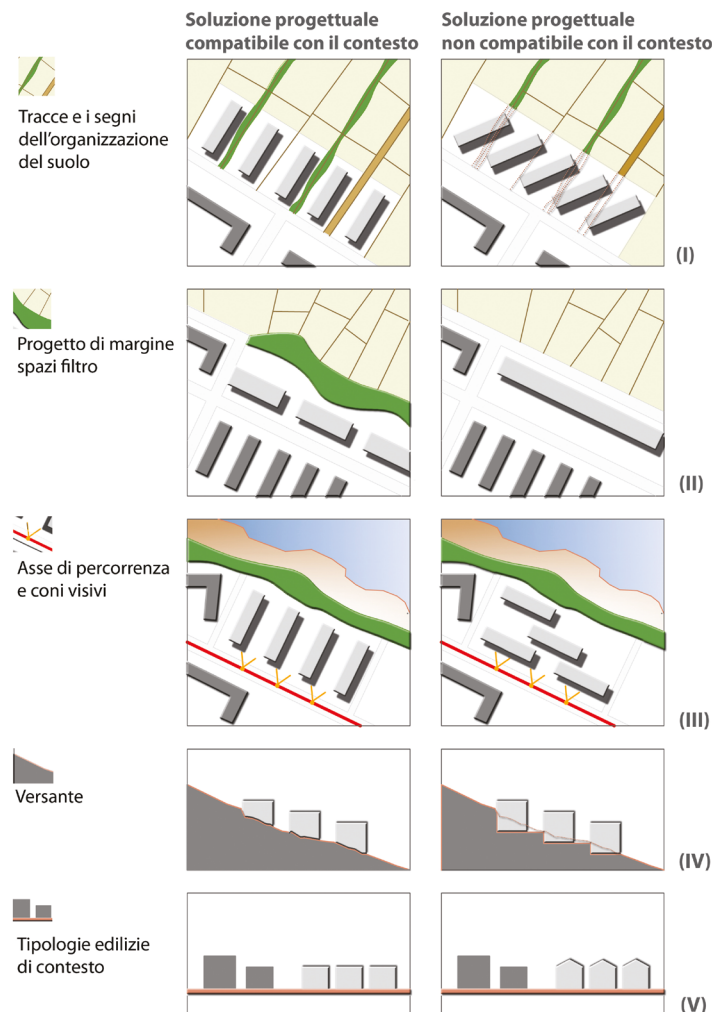 Soluzione progettuale
compatibile con il contesto
Soluzione progettuale
non compatibile con il contesto
Tracce e i segni
dell'organizzazione
del suolo
(I)
Progetto di margine
spazi filtro
(II)
Asse di percorrenza
e coni visivi
(III)
Versante
(IV)
Tipologie edilizie
di contesto
(V)